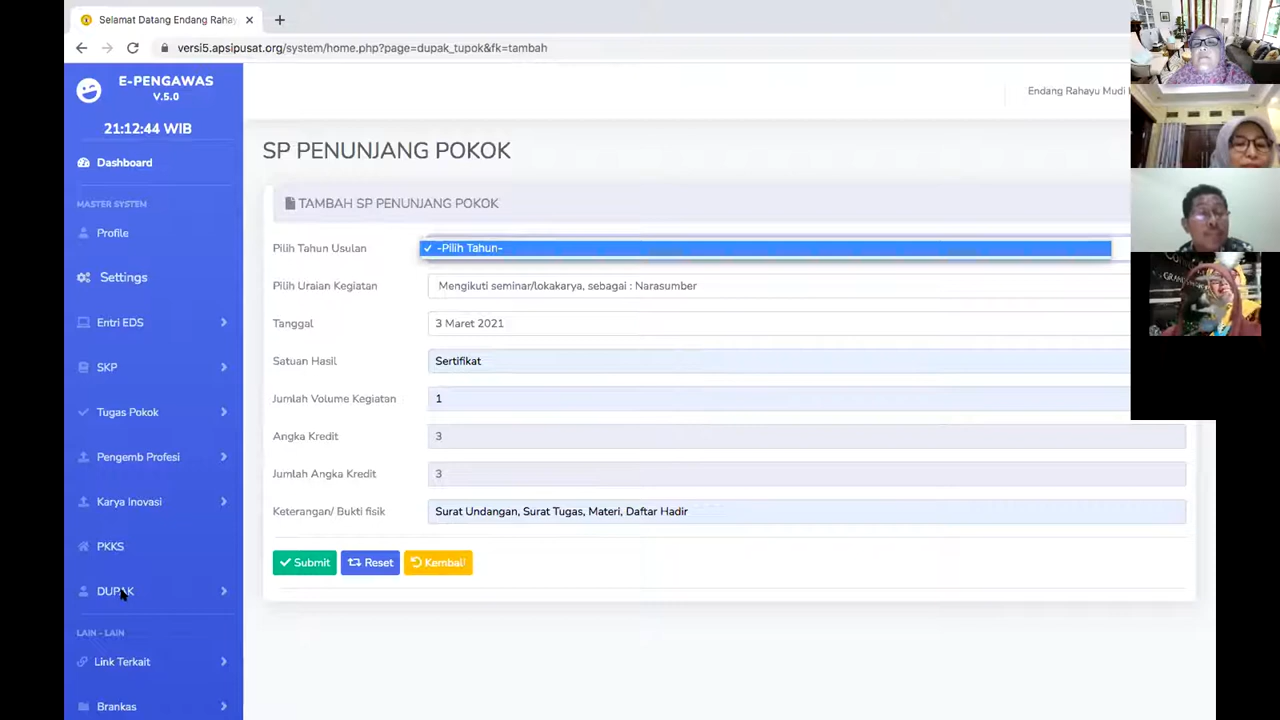 Selamat Datang Endang Rahay
versi5.apsipusat.org/system/home.php?page=dupak_tupok&fk=tambah
E-PENGAWAS
V.5.0
21:12:44 WIB
Dashboard
MASTER SYSTEM
Profile
Settings
Entri EDS
SKP
Tugas Pokok
Pengemb Profesi
Karya Inovasi
PKKS
DUPAK
LAIN - LAIN
Link Terkait
Brankas
Endang Rahayu Mudi
SP PENUNJANG POKOK
TAMBAH SP PENUNJANG POKOK
Pilih Tahun Usulan
-Pilih Tahun-
Pilih Uraian Kegiatan
Mengikuti seminar/lokakarya, sebagai : Narasumber
Tanggal
3 Maret 2021
Satuan Hasil
Sertifikat
Jumlah Volume Kegiatan
1
Angka Kredit
3
Jumlah Angka Kredit
3
Keterangan/ Bukti fisik
Surat Undangan, Surat Tugas, Materi, Daftar Hadir
Submit
Reset
Kembali